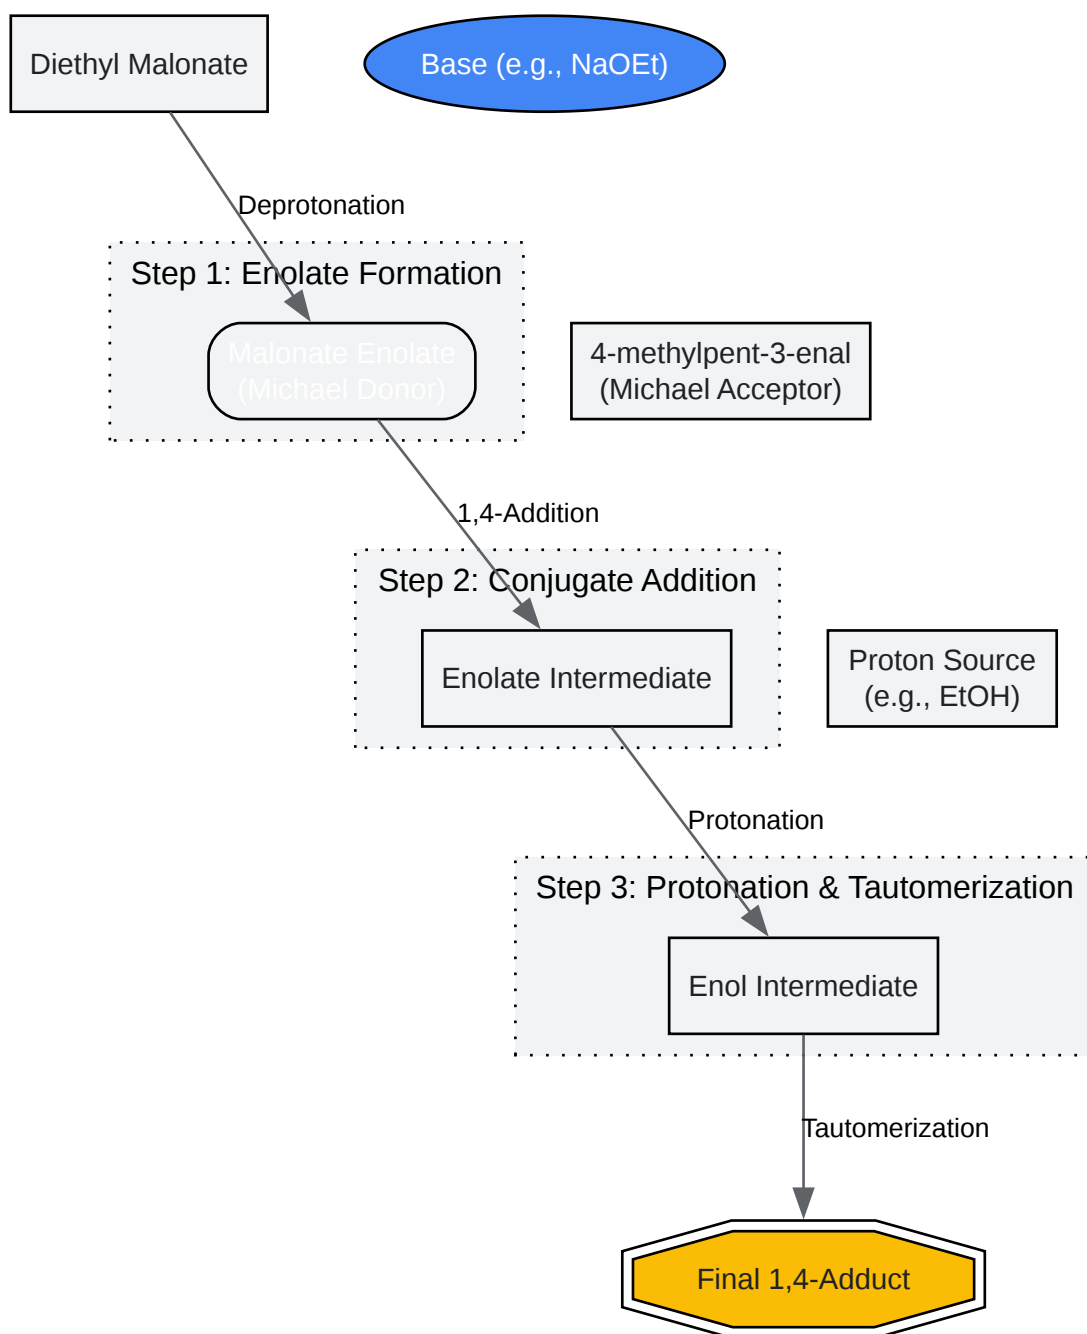 Diethyl Malonate
Base (e.g., NaOEt)
Deprotonation
Step 1: Enolate Formation
Malonate Enolate
(Michael Donor)
4-methylpent-3-enal
(Michael Acceptor)
1,4-Addition
Step 2: Conjugate Addition
Enolate Intermediate
Proton Source
(e.g., EtOH)
Protonation
Step 3: Protonation & Tautomerization
Enol Intermediate
Tautomerization
Final 1,4-Adduct